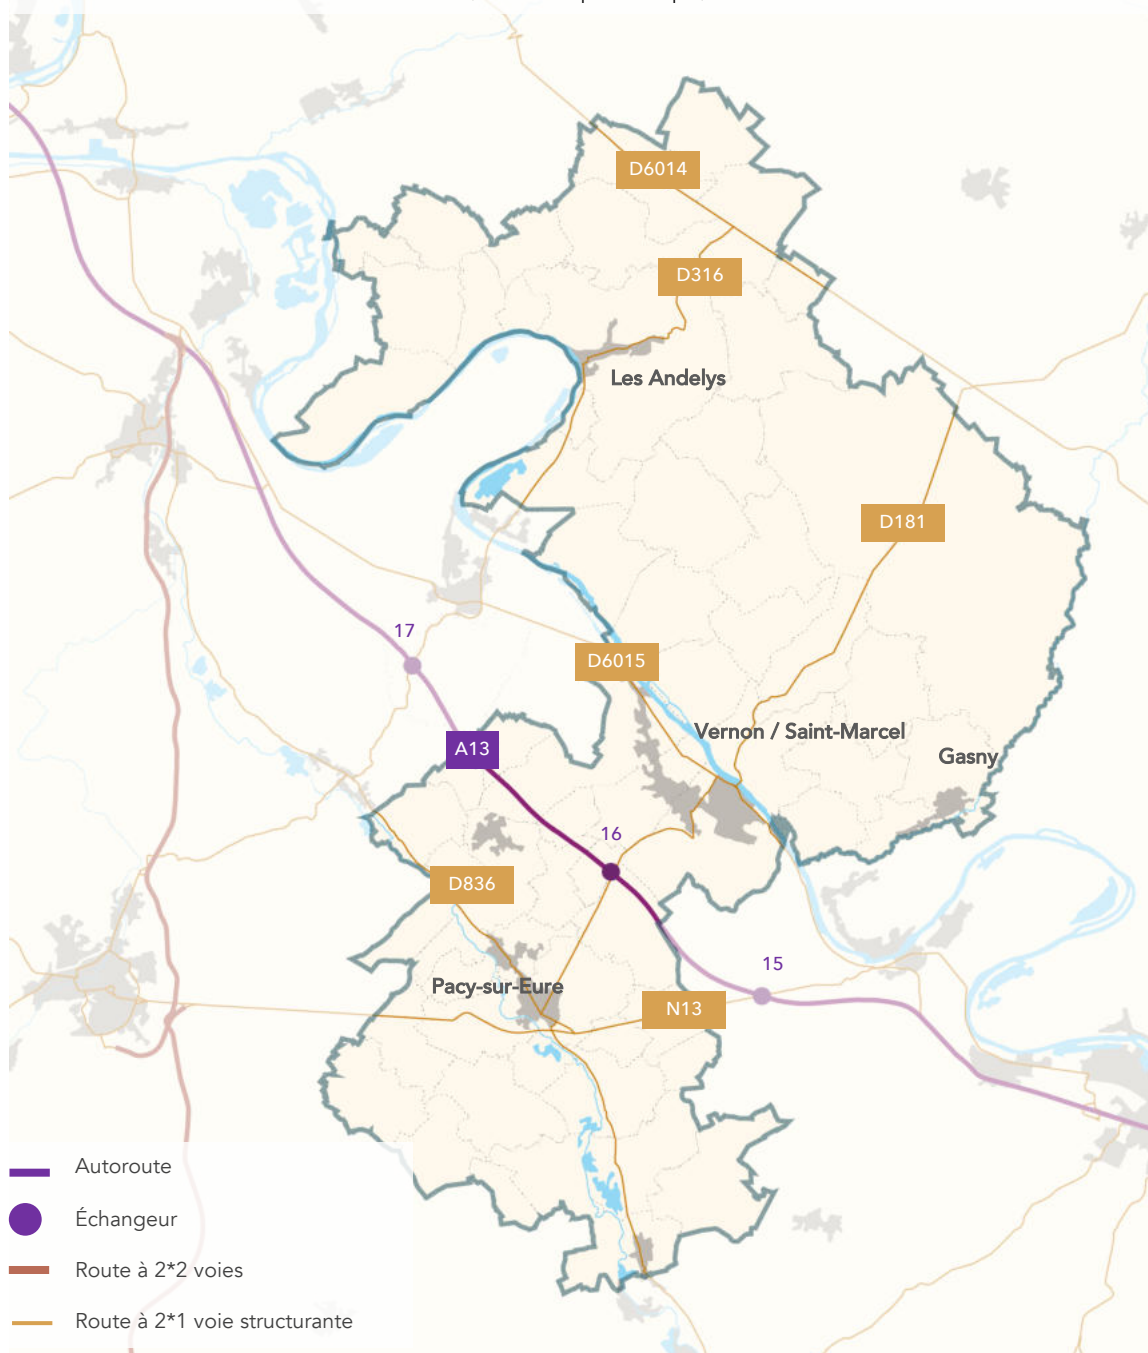 D6014
D316
Les Andelys
D181
17
D6015
Vernon / Saint-Marcel
A13
Gasny
16
D836
15
Pacy-sur-Eure
N13
Autoroute
Échangeur
Route à 2*2 voies
Route à 2*1 voie structurante